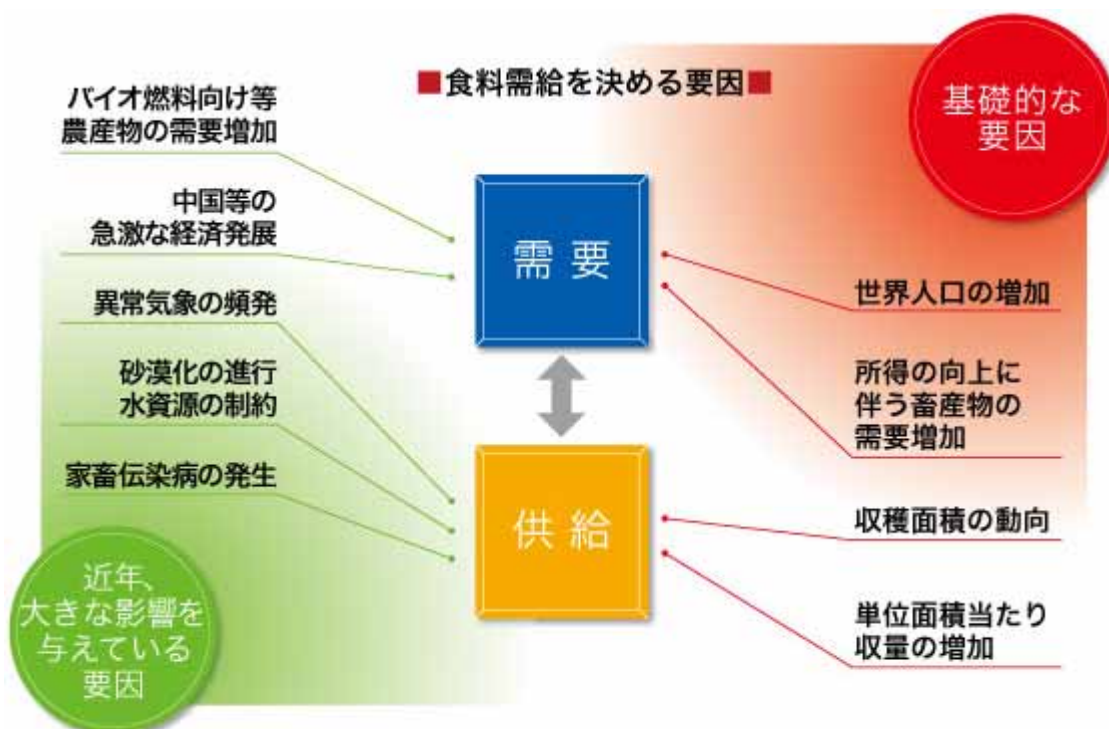 ■食料需給を決める要因■
基礎的な
要因
バイオ燃料向け等
農産物の需要増加
中国等の
急激な経済発展
異常気象の頻発
砂漠化の進行
水資源の制約
家畜伝染病の発生
需要
供給
世界人口の増加
所得の向上に
伴う畜産物の
需要増加
収穫面積の動向
単位面積当たり
収量の増加
近年、
大きな影響を
与えている
要因